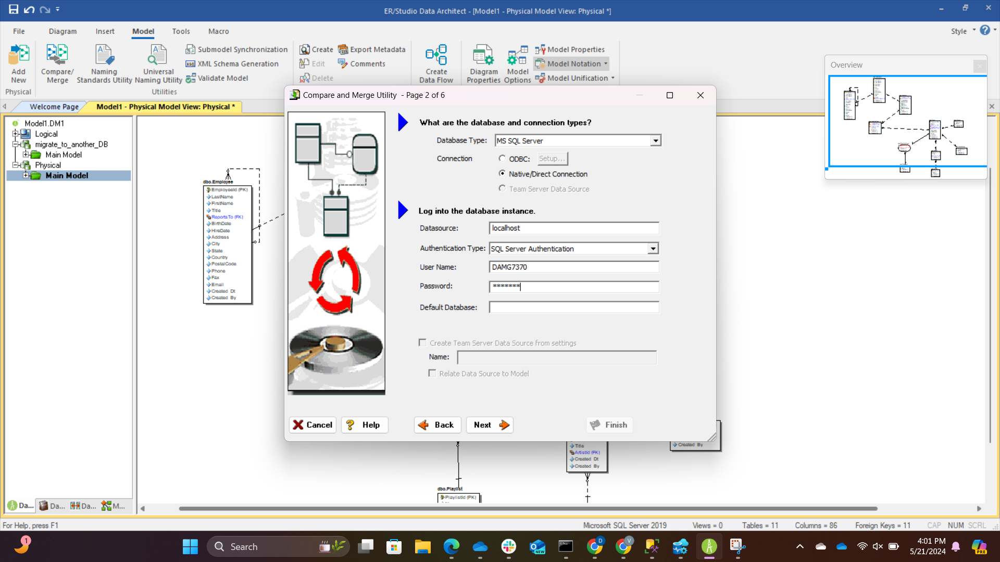 ER/Studio Data Architect - [Model1 - Physical Model View: Physical *]
File
Diagram
Insert
Model
Tools
Macro
Style
Add New
Physical
Compare/
Merge
Naming
Standards Utility
Universal
Naming Utility
Submodel Synchronization
XSD XML Schema Generation
Validate Model
Utilities
Create
Edit
Delete
Export Metadata
Comments
Create
Data Flow
Diagram
Properties
Model
Options
Model Properties
Model Notation
Model Unification
Overview
Welcome Page
Model1 - Physical Model View: Physical *
Model1.DM1
Logical
migrate_to_another_DB
Main Model
Physical
Main Model
dbo.Employee
EmployeeId (PK)
LastName
FirstName
Title
ReportsTo (FK)
BirthDate
HireDate
Address
City
State
Country
PostalCode
Phone
Fax
Email
Created Dt
Created By
Compare and Merge Utility - Page 2 of 6
What are the database and connection types?
Database Type: MS SQL Server
Connection
ODBC: Setup...
Native/Direct Connection
Team Server Data Source
Log into the database instance.
Datasource: localhost
Authentication Type: SQL Server Authentication
User Name: DAMG7370
Password: *******
Default Database:
Create Team Server Data Source from settings
Name:
Relate Data Source to Model
Cancel
Help
Back
Next
Finish
Title
ArtistId (FK)
Created Dt
Created By
Created By
dbo.Playlist
PlaylistId (PK)
Da...
Da...
Da...
M...
For Help, press F1
Microsoft SQL Server 2019
Views = 0
Tables = 11
Columns = 86
Foreign Keys = 11
CAP
NUM
SCRL
1
Search
NEW
D
V
4:01 PM
5/21/2024
PRE